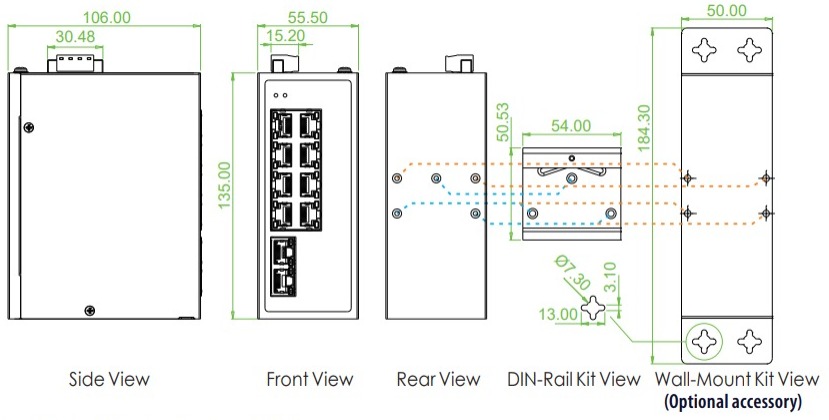 106.00
30.48
55.50
15.20
50.00
135.00
50.53
54.00
184.30
Ø7.30
3.10
13.00
Side View
Front View
Rear View
DIN-Rail Kit View
Wall-Mount Kit View
(Optional accessory)